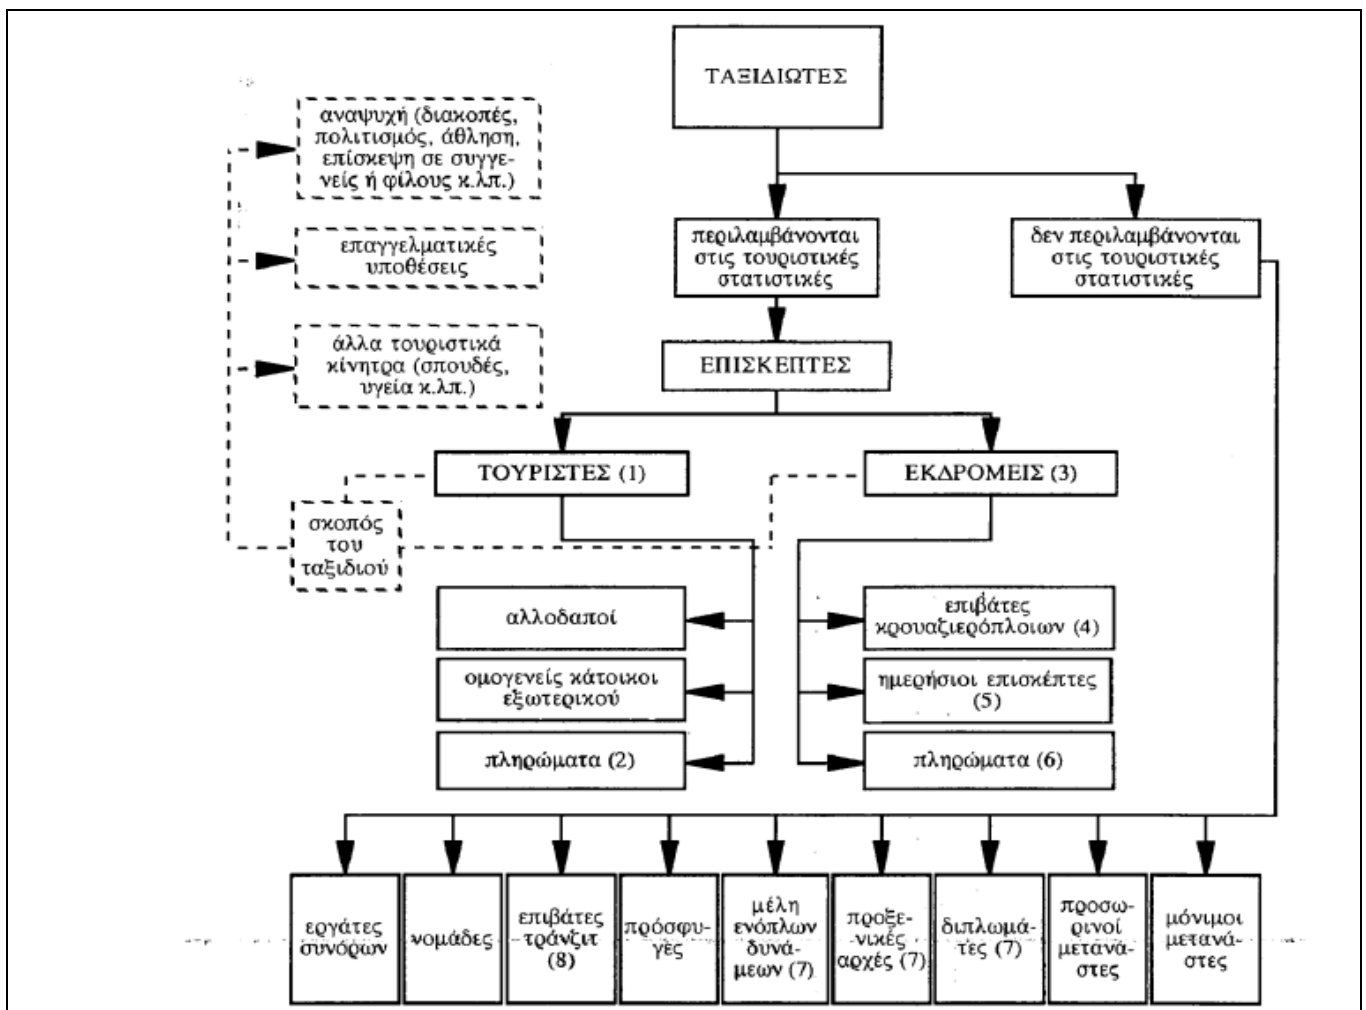 ΤΑΞΙΔΙΩΤΕΣ
αναψυχή (διακοπές,
πολιτισμός, άθληση,
επίσκεψη σε συγγε-
νείς ή φίλους κ.λπ.)
επαγγελματικές
υποθέσεις
άλλα τουριστικά
κίνητρα (σπουδές,
υγεία κ.λπ.)
περιλαμβάνονται
στις τουριστικές
στατιστικές
δεν περιλαμβάνονται
στις τουριστικές
στατιστικές
ΕΠΙΣΚΕΠΤΕΣ
ΤΟΥΡΙΣΤΕΣ (1)
ΕΚΔΡΟΜΕΙΣ (3)
σκοπός
του
ταξιδιού
αλλοδαποί
ομογενείς κάτοικοι
εξωτερικού
πληρώματα (2)
επιβάτες
κρουαζιερόπλοιων (4)
ημερήσιοι επισκέπτες
(5)
πληρώματα (6)
εργάτες
συνόρων
νομάδες
επιβάτες
τράνζιτ
(8)
πρόσφυ-
γές
μέλη
ενόπλων
δυνά-
μεων (7)
προξε-
νικές
αρχές (7)
διπλωμά-
τές (7)
προσω-
ρινοί
μετανά-
στες
μόνιμοι
μετανά-
στες